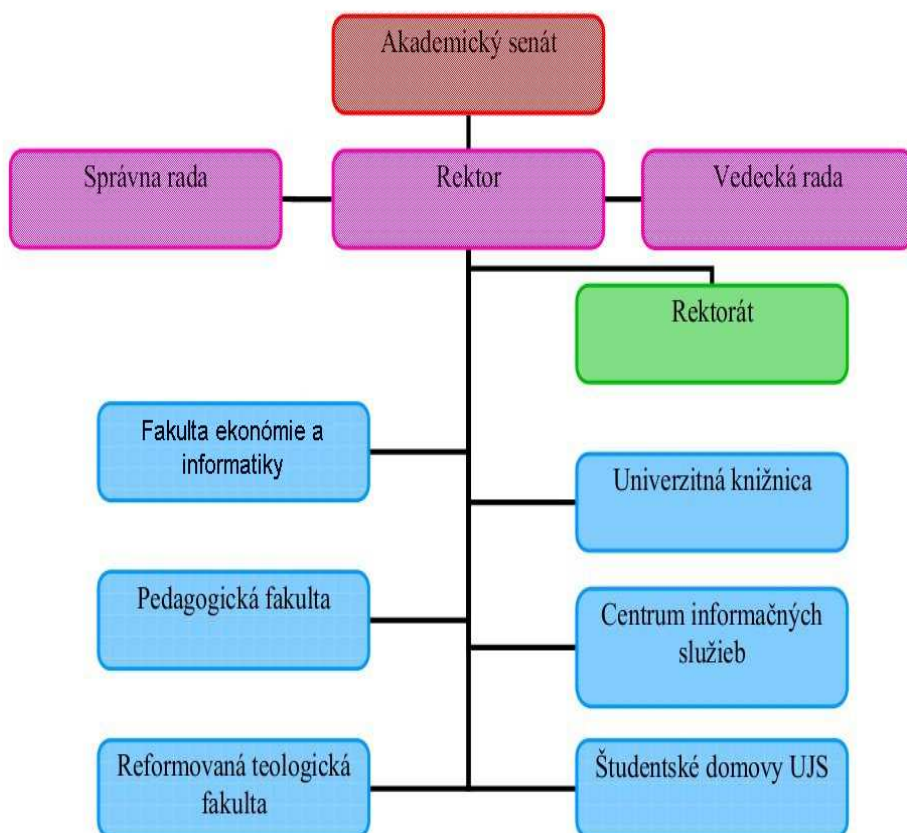 Akademický senát
Správna rada
Rektor
Vedecká rada
Rektorát
Fakulta ekonómie a
informatiky
Univerzitná knižnica
Pedagogická fakulta
Centrum informačných
služieb
Reformovaná teologická
fakulta
Študentské domovy UJS